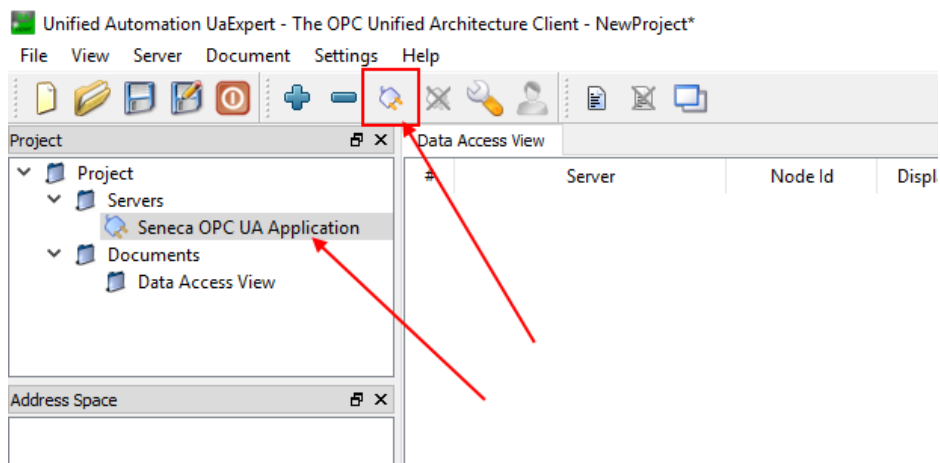 Unified Automation UaExpert - The OPC Unified Architecture Client - NewProject*
File View Server Document Settings Help
Project
Data Access View
Project
# Server Node Id Displ
Servers
Seneca OPC UA Application
Documents
Data Access View
Address Space